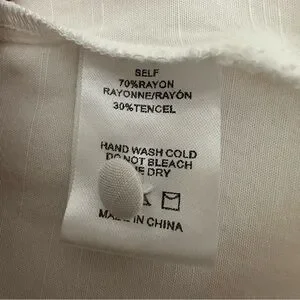 SELF
70%RAYON
RAYONNE/RAYÓN
30%TENCEL
HAND WASH COLD
DO NOT BLEACH
DRY
MADE IN CHINA